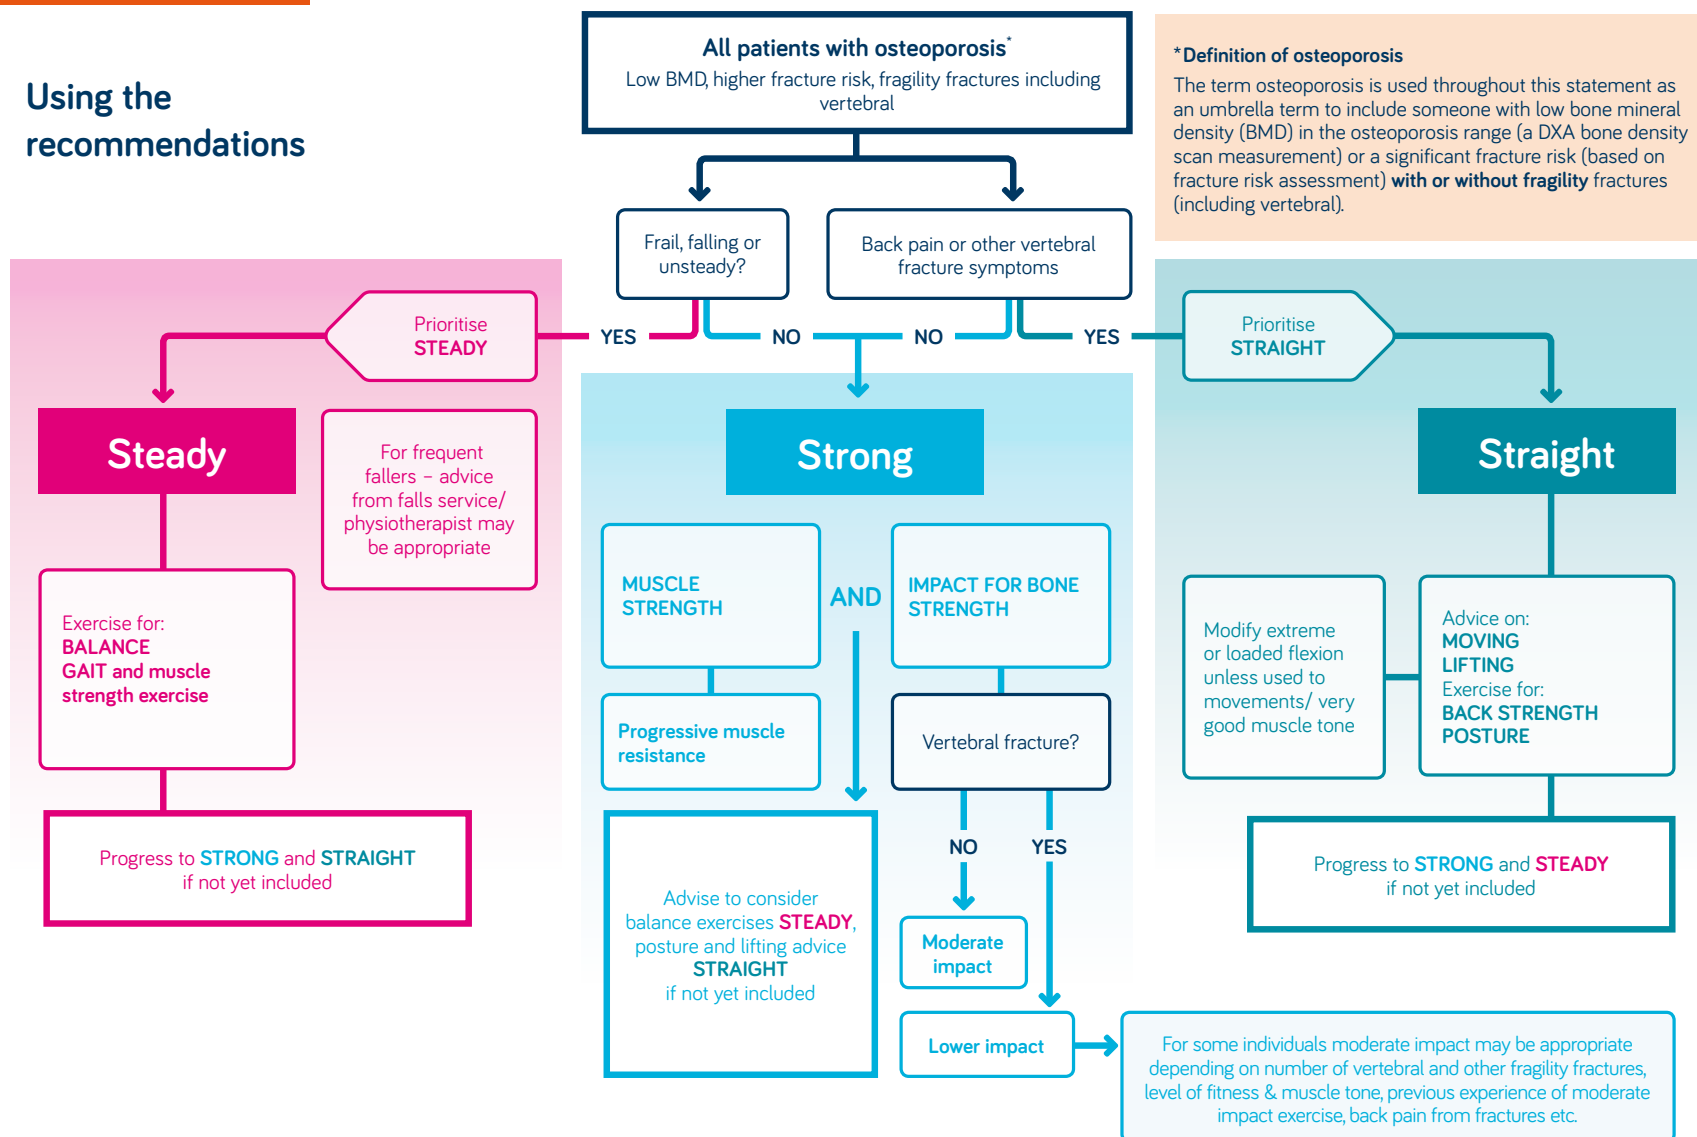 Using the
recommendations
All patients with osteoporosis*
Low BMD, higher fracture risk, fragility fractures including
vertebral
*Definition of osteoporosis
The term osteoporosis is used throughout this statement as
an umbrella term to include someone with low bone mineral
density (BMD) in the osteoporosis range (a DXA bone density
scan measurement) or a significant fracture risk (based on
fracture risk assessment) with or without fragility fractures
(including vertebral).
Frail, falling or
unsteady?
Back pain or other vertebral
fracture symptoms
YES
NO
NO
YES
Prioritise
STEADY
Steady
For frequent
fallers – advice
from falls service/
physiotherapist may
be appropriate
Exercise for:
BALANCE
GAIT and muscle
strength exercise
Progress to STRONG and STRAIGHT
if not yet included
Strong
MUSCLE
STRENGTH
AND
IMPACT FOR BONE
STRENGTH
Progressive muscle
resistance
Vertebral fracture?
NO
YES
Advise to consider
balance exercises STEADY,
posture and lifting advice
STRAIGHT
if not yet included
Moderate
impact
Lower impact
For some individuals moderate impact may be appropriate
depending on number of vertebral and other fragility fractures,
level of fitness & muscle tone, previous experience of moderate
impact exercise, back pain from fractures etc.
Prioritise
STRAIGHT
Straight
Modify extreme
or loaded flexion
unless used to
movements/ very
good muscle tone
Advice on:
MOVING
LIFTING
Exercise for:
BACK STRENGTH
POSTURE
Progress to STRONG and STEADY
if not yet included